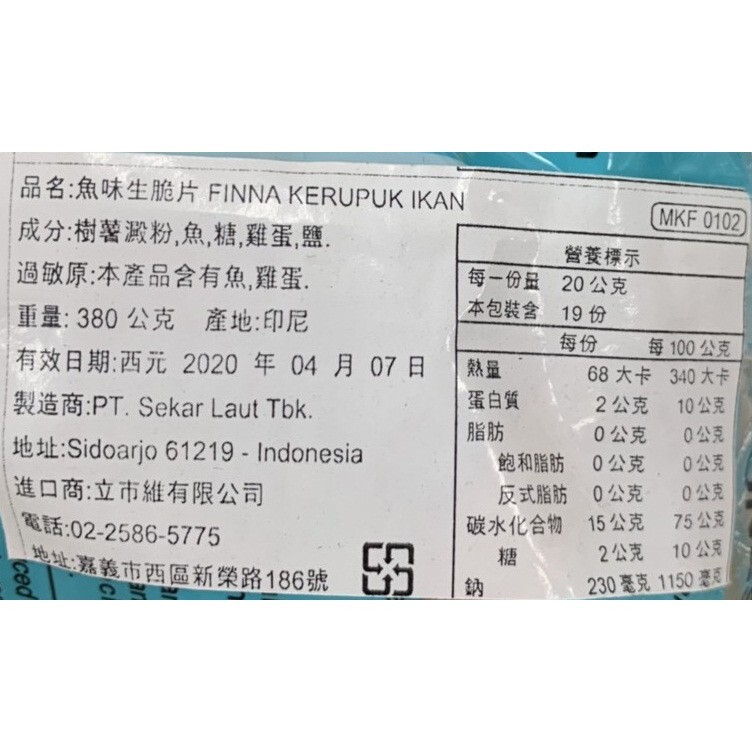 品名:魚味生脆片 FINNA KERUPUK IKAN
成分:樹薯澱粉,魚,糖,雞蛋,鹽.
過敏原:本產品含有魚,雞蛋.
重量: 380 公克 產地:印尼
有效日期:西元 2020 年 04 月 07 日
製造商:PT. Sekar Laut Tbk.
地址:Sidoarjo 61219 - Indonesia
進口商:立市維有限公司
電話:02-2586-5775
地址:嘉義市西區新榮路186號
MKF 0102
營養標示
每一份量 20 公克
本包裝含 19 份
每份 每 100 公克
熱量 68 大卡 340 大卡
蛋白質 2 公克 10 公克
脂肪 0 公克 0 公克
飽和脂肪 0 公克 0 公克
反式脂肪 0 公克 0 公克
碳水化合物 15 公克 75 公克
糖 2 公克 10 公克
鈉 230 毫克 1150 毫克